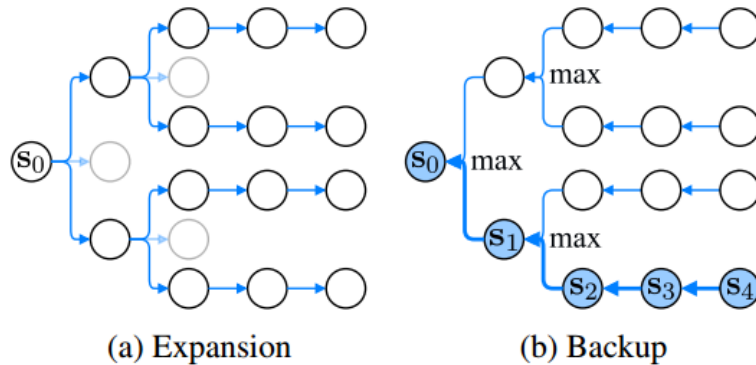 s₀
(a) Expansion
max
s₀ max
s₁
max
s₂ s₃ s₄
(b) Backup